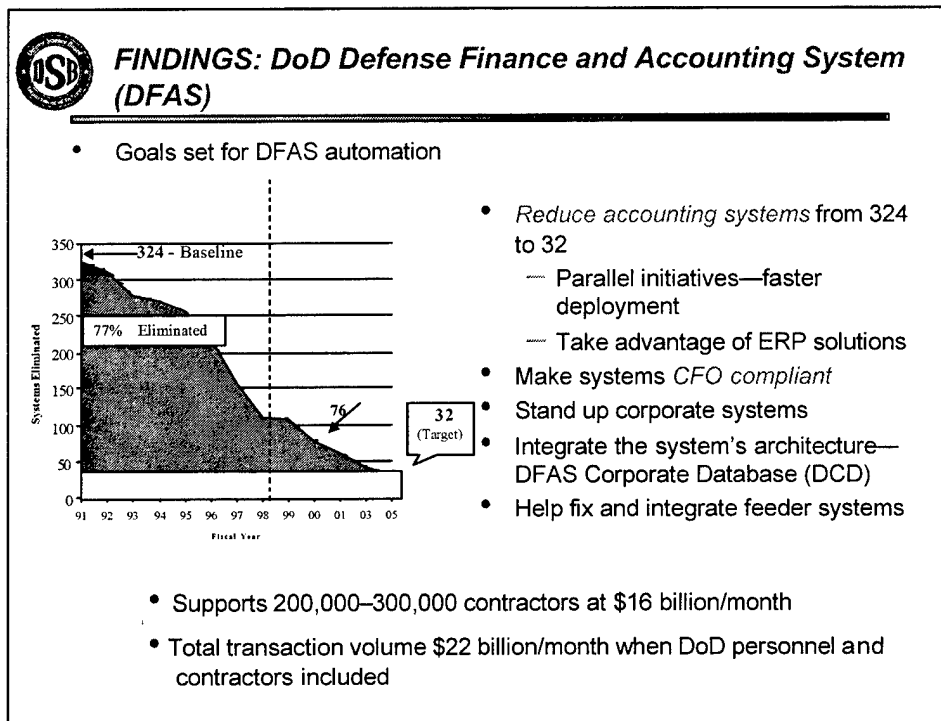 DSB
FINDINGS: DoD Defense Finance and Accounting System
(DFAS)
• Goals set for DFAS automation
350
300
250
200
150
100
50
0
Systems Eliminated
324 - Baseline
77% Eliminated
76
32
(Target)
91 92 93 94 95 96 97 98 99 00 01 03 05
Fiscal Year
• Reduce accounting systems from 324
to 32
— Parallel initiatives—faster
deployment
— Take advantage of ERP solutions
• Make systems CFO compliant
• Stand up corporate systems
• Integrate the system's architecture—
DFAS Corporate Database (DCD)
• Help fix and integrate feeder systems
• Supports 200,000–300,000 contractors at $16 billion/month
• Total transaction volume $22 billion/month when DoD personnel and
contractors included